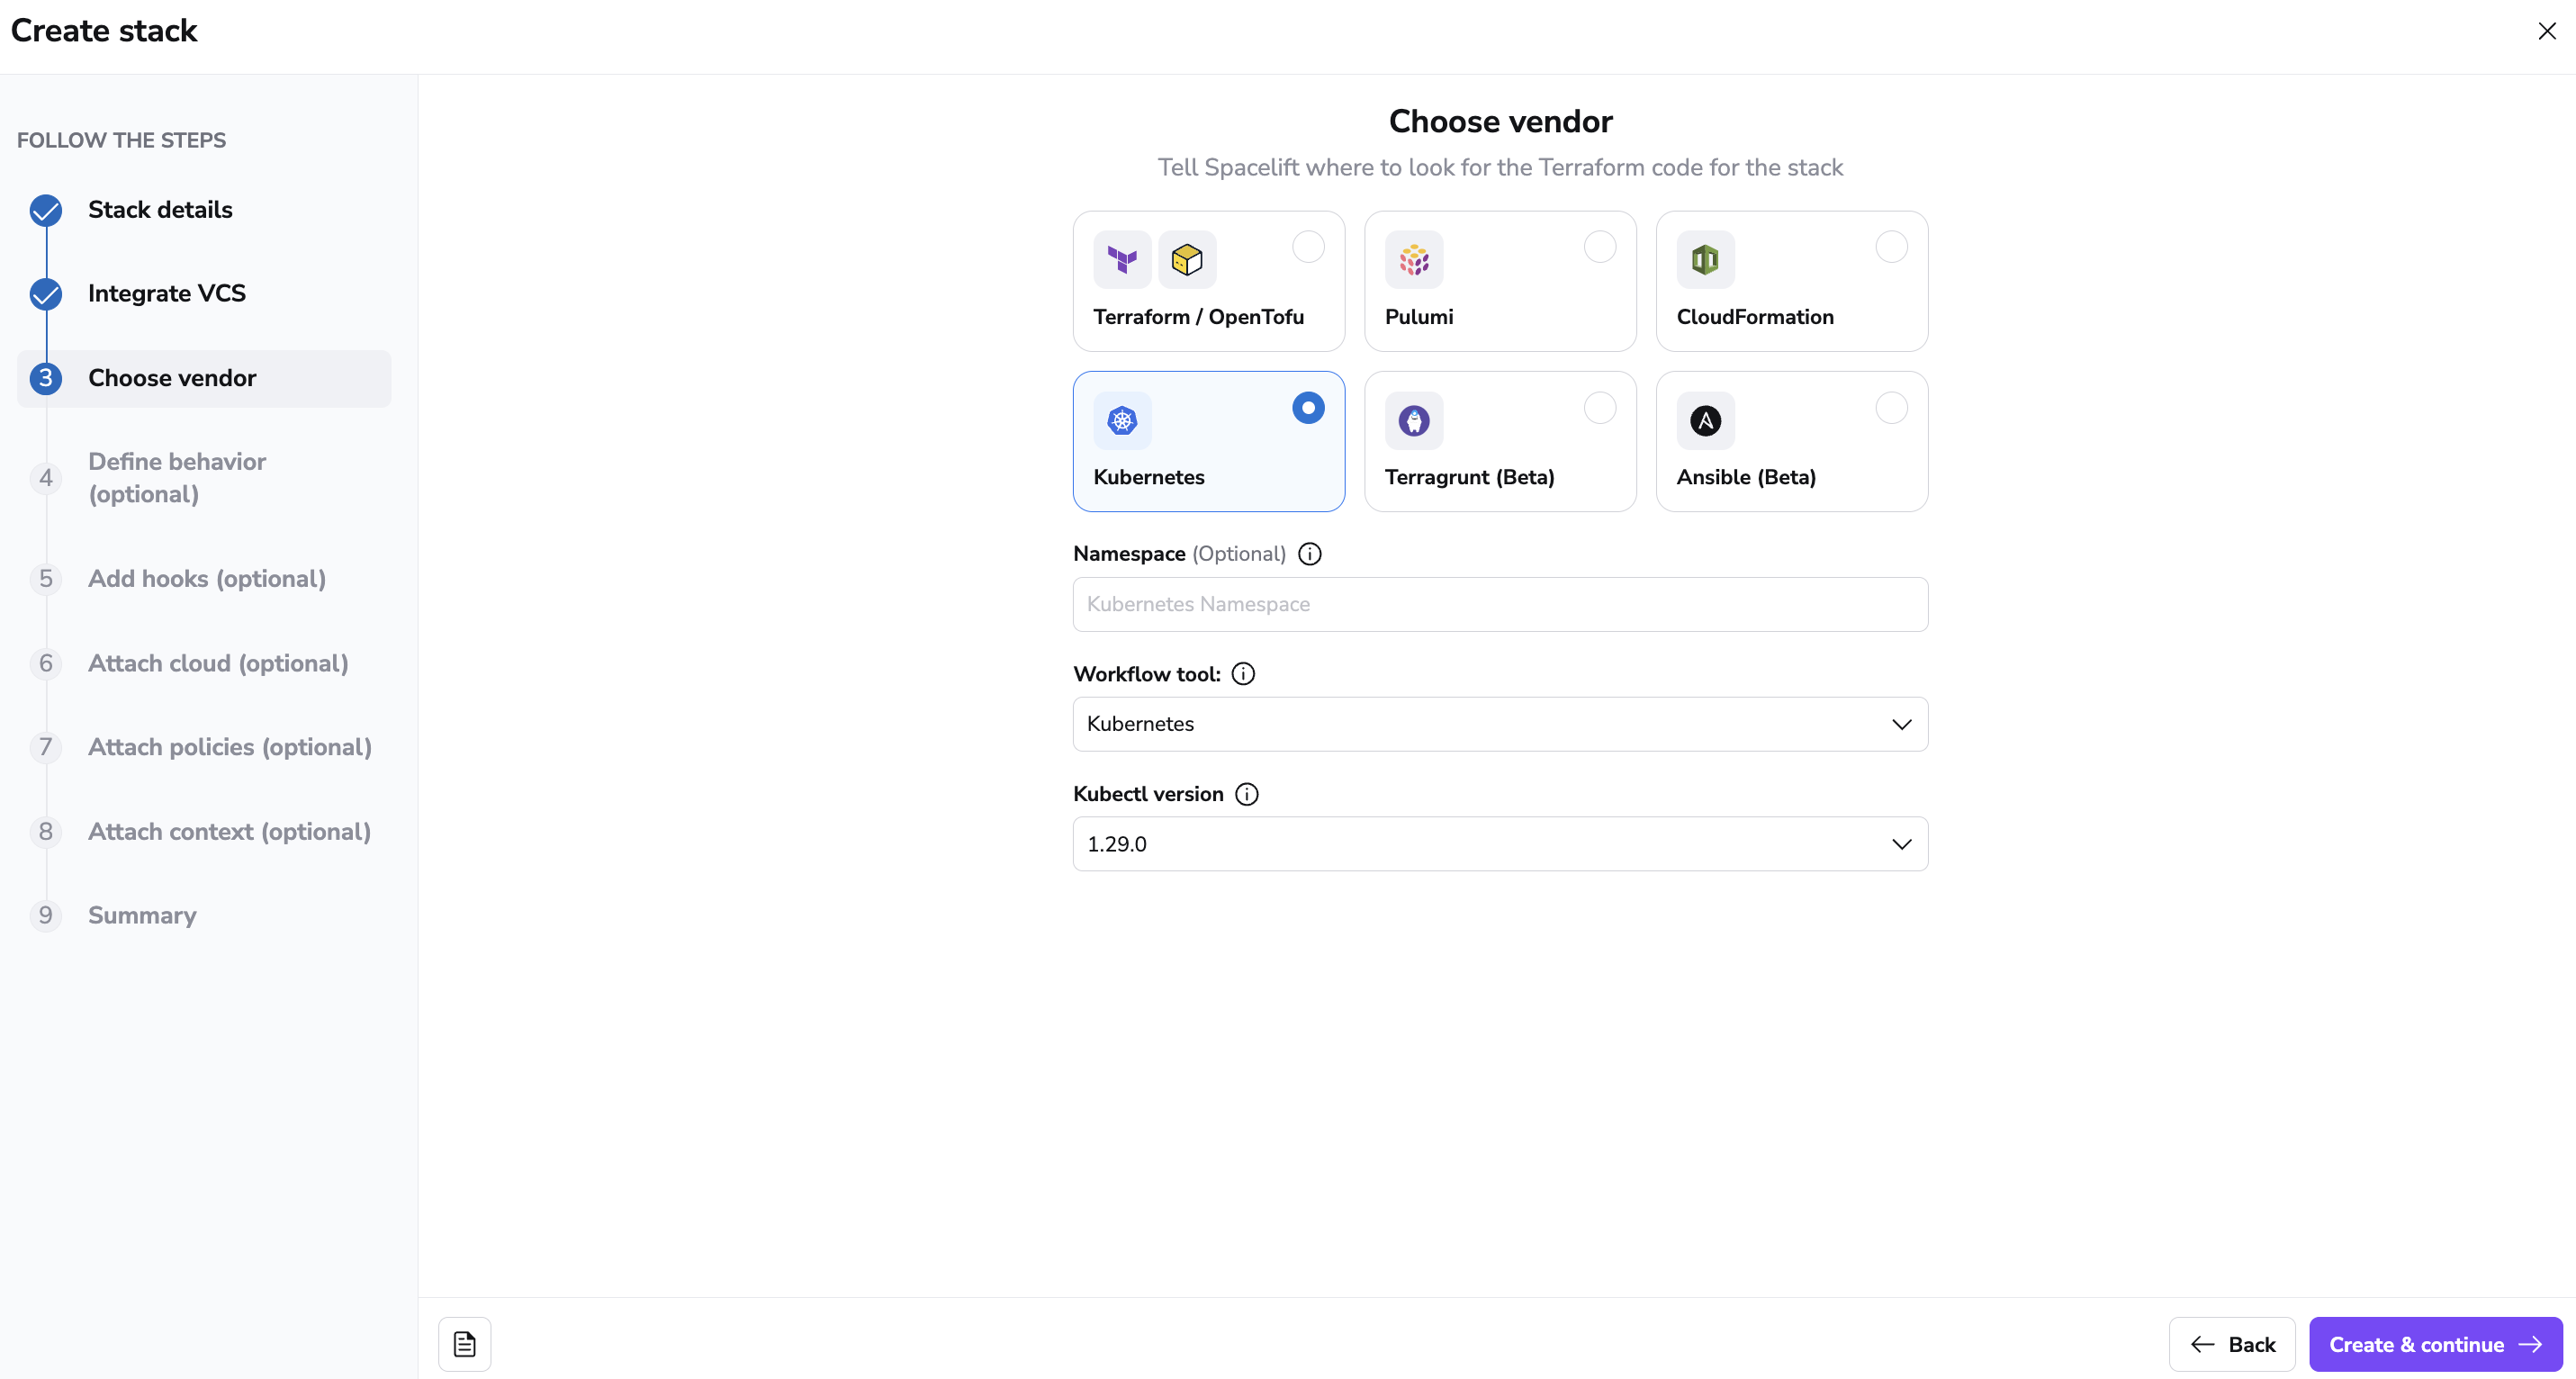 Create stack
FOLLOW THE STEPS
Stack details
Integrate VCS
3 Choose vendor
4 Define behavior
(optional)
5 Add hooks (optional)
6 Attach cloud (optional)
7 Attach policies (optional)
8 Attach context (optional)
9 Summary
Choose vendor
Tell Spacelift where to look for the Terraform code for the stack
Terraform / OpenTofu
Pulumi
CloudFormation
Kubernetes
Terragrunt (Beta)
Ansible (Beta)
Namespace (Optional)
Kubernetes Namespace
Workflow tool:
Kubernetes
Kubectl version
1.29.0
Back
Create & continue